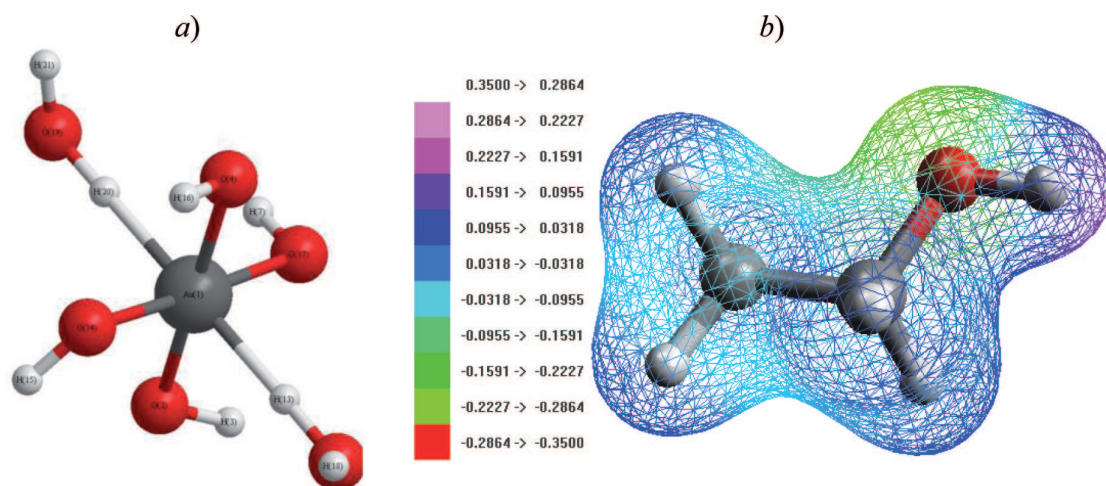 a)
b)
H(21)
O(19)
H(20)
O(4)
H(16)
H(7)
O(17)
Au(1)
O(14)
H(15)
O(2)
H(3)
H(13)
H(18)
0.3500 -> 0.2864
0.2864 -> 0.2227
0.2227 -> 0.1591
0.1591 -> 0.0955
0.0955 -> 0.0318
0.0318 -> -0.0318
-0.0318 -> -0.0955
-0.0955 -> -0.1591
-0.1591 -> -0.2227
-0.2227 -> -0.2864
-0.2864 -> -0.3500